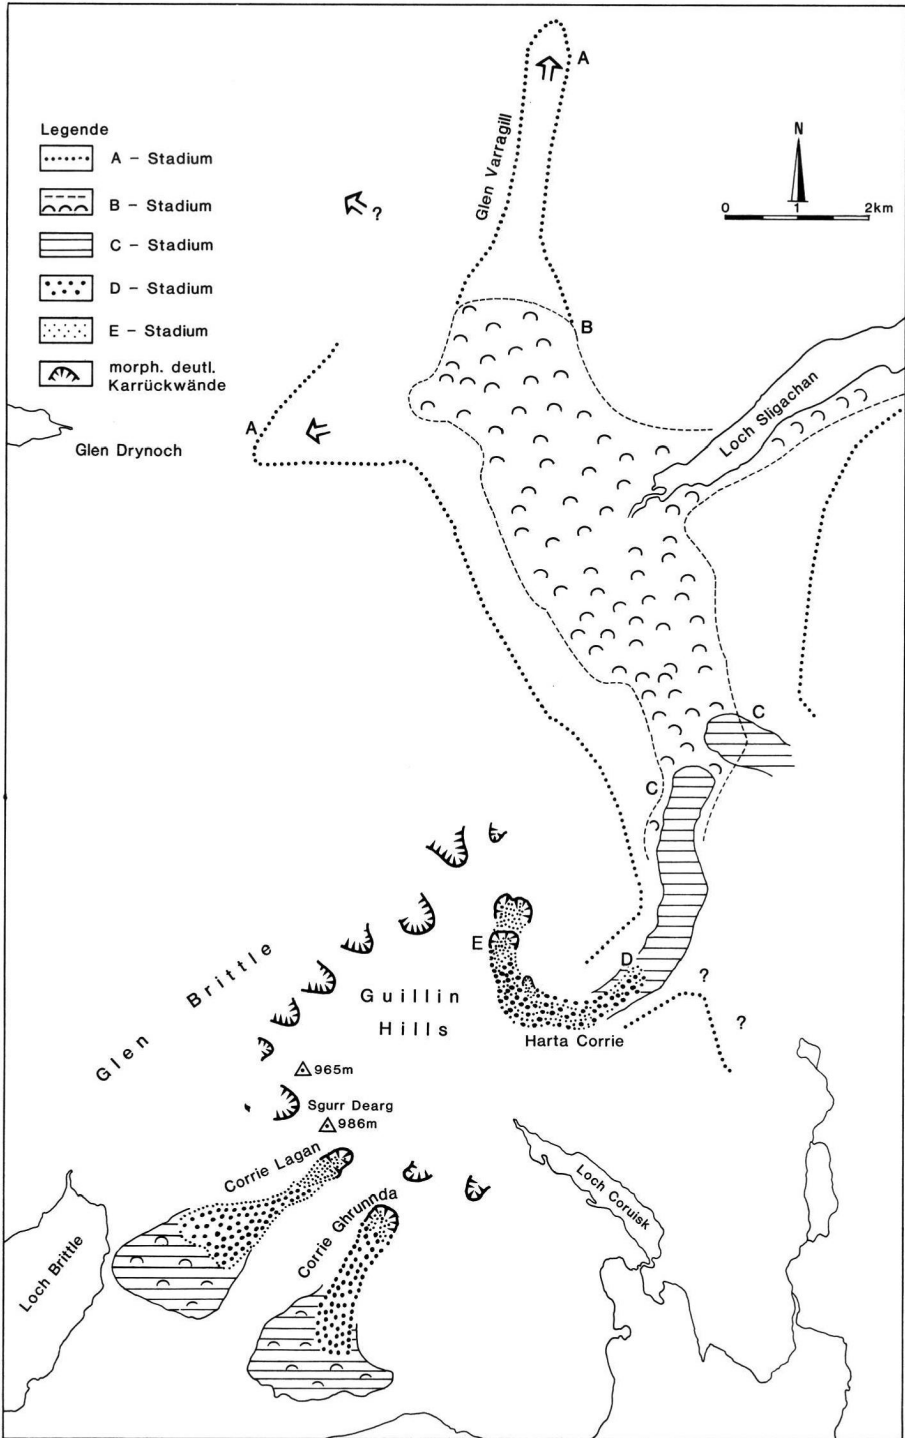 A
Glen Varragill
Legende
A – Stadium
B – Stadium
C – Stadium
D – Stadium
E – Stadium
morph. deutl.
Karrückwände
?
N
0 1 2km
B
Loch Sligachan
A
Glen Drynoch
C
C
E
D
?
?
Glen Brittle
Guillin
Hills
Harta Corrie
965m
Sgurr Dearg
986m
Corrie Lagan
Corrie Ghrunnda
Loch Coruisk
Loch Brittle